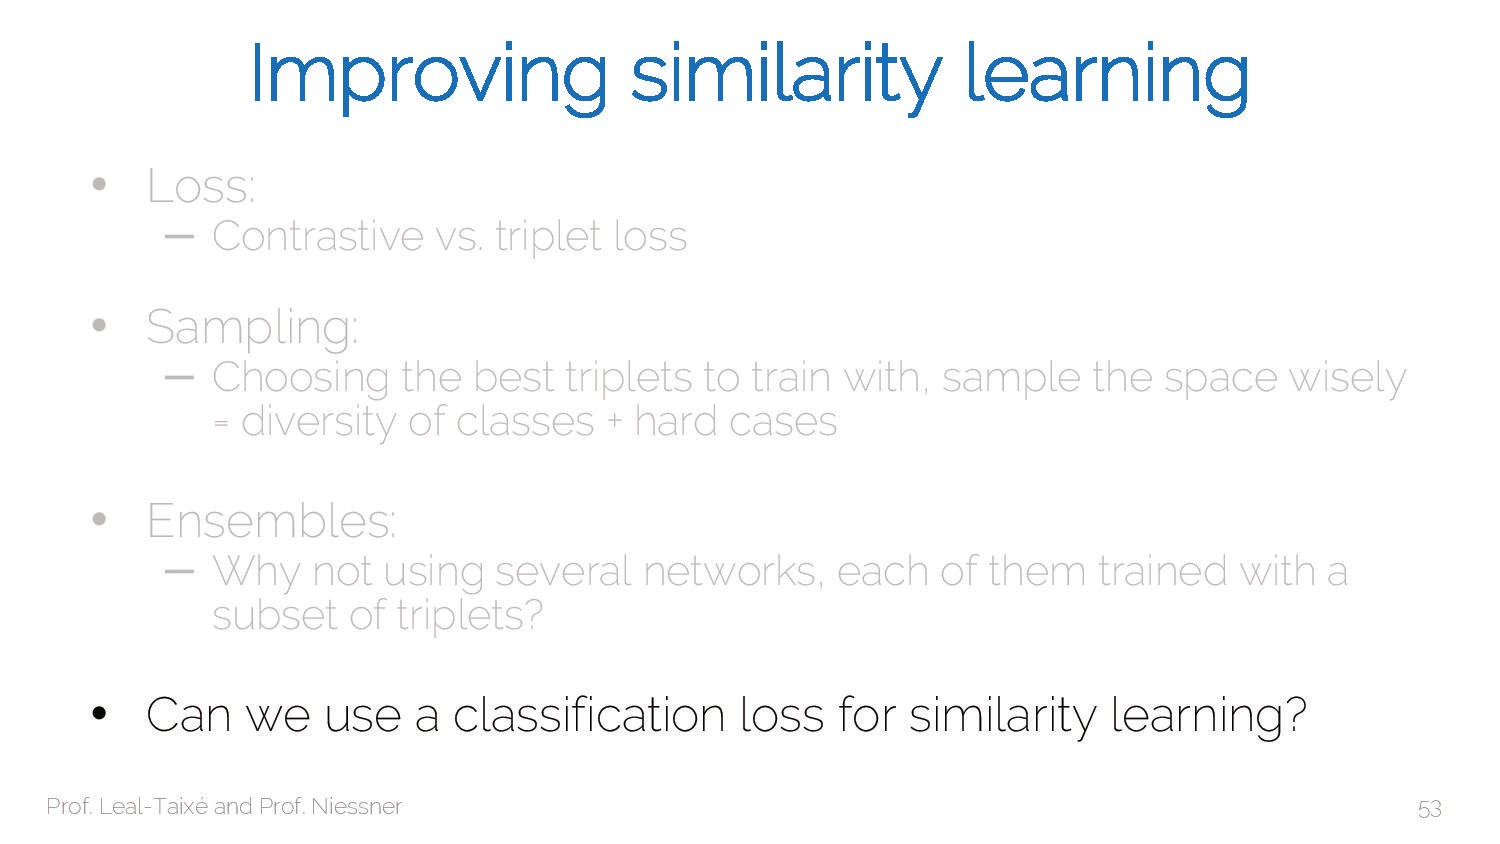 Improving similarity learning
• Loss:
– Contrastive vs. triplet loss
• Sampling:
– Choosing the best triplets to train with, sample the space wisely
= diversity of classes + hard cases
• Ensembles:
– Why not using several networks, each of them trained with a
subset of triplets?
• Can we use a classification loss for similarity learning?
Prof. Leal-Taixé and Prof. Niessner
53